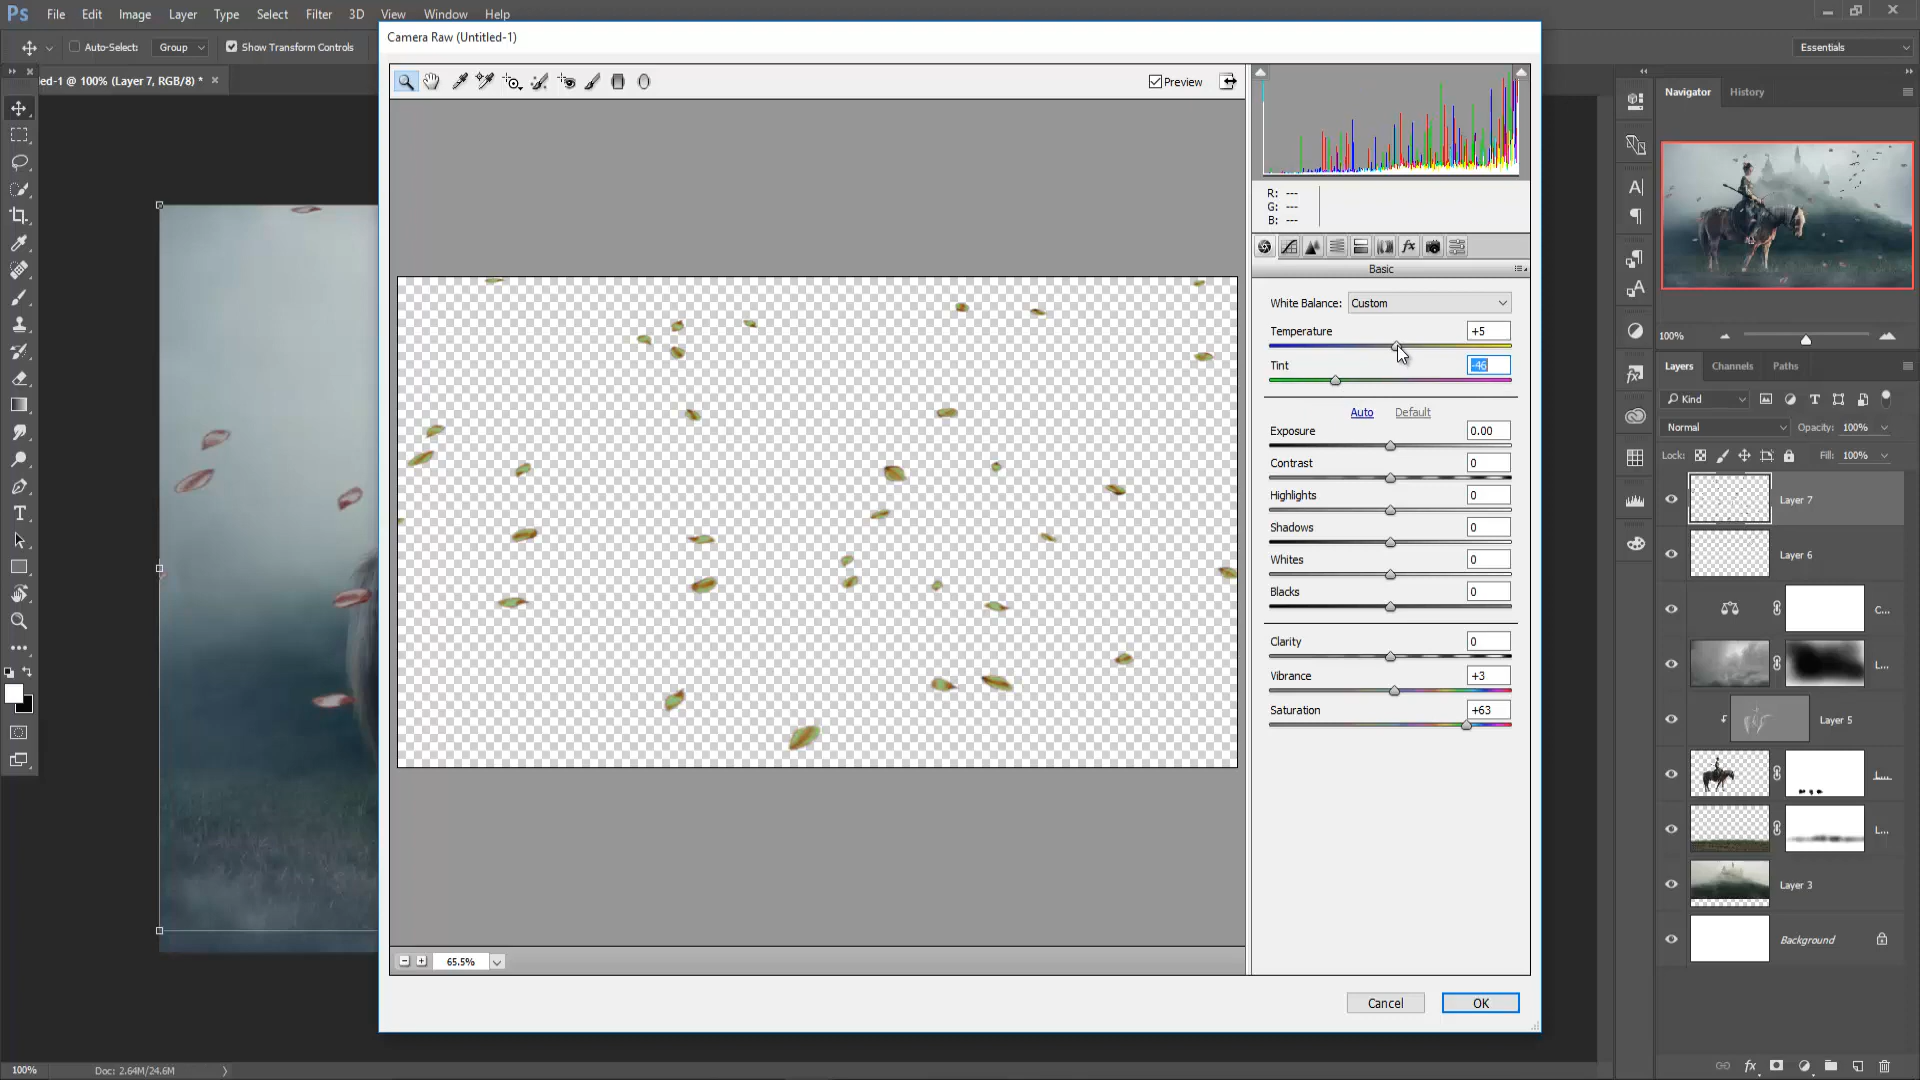 Ps File Edit Image Layer Type Select Filter 3D View Window Help
Camera Raw (Untitled-1)
Auto-Select: Group Show Transform Controls
Essentials
ed-1 @ 100% (Layer 7, RGB/8) *
Preview
R: ---
G: ---
B: ---
Basic
White Balance: Custom
Temperature +5
Tint -46
Auto Default
Exposure 0.00
Contrast 0
Highlights 0
Shadows 0
Whites 0
Blacks 0
Clarity 0
Vibrance +3
Saturation +63
65.5%
Cancel OK
Navigator History
100%
Layers Channels Paths
Kind
Normal Opacity: 100%
Lock: Fill: 100%
Layer 7
Layer 6
C...
L...
Layer 5
L...
L...
Layer 3
Background
100% Doc: 2.64M/24.6M